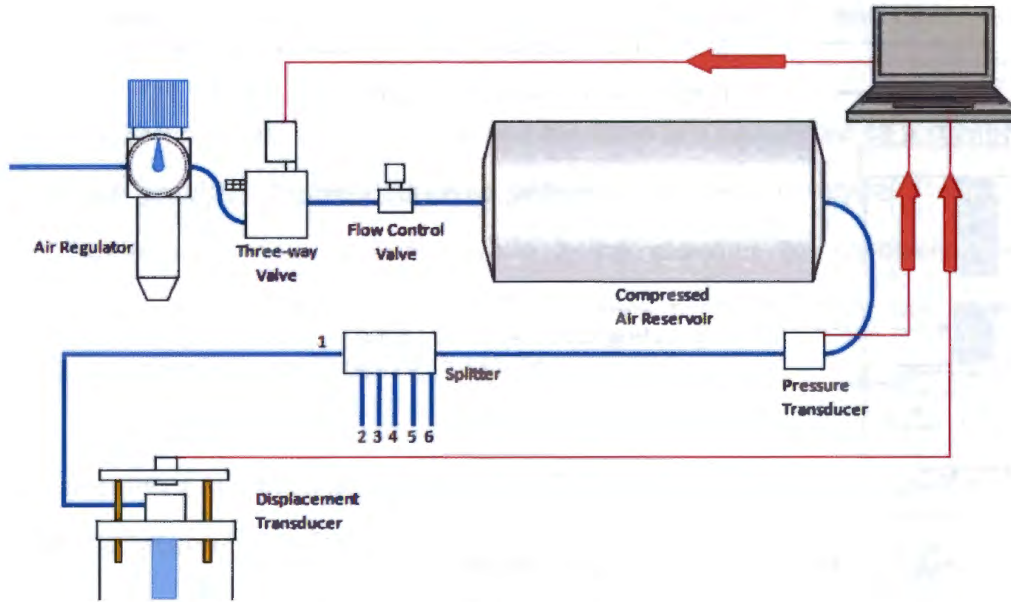 Air Regulator
Three-way
Valve
Flow Control
Valve
Compressed
Air Reservoir
1
Splitter
2 3 4 5 6
Pressure
Transducer
Displacement
Transducer